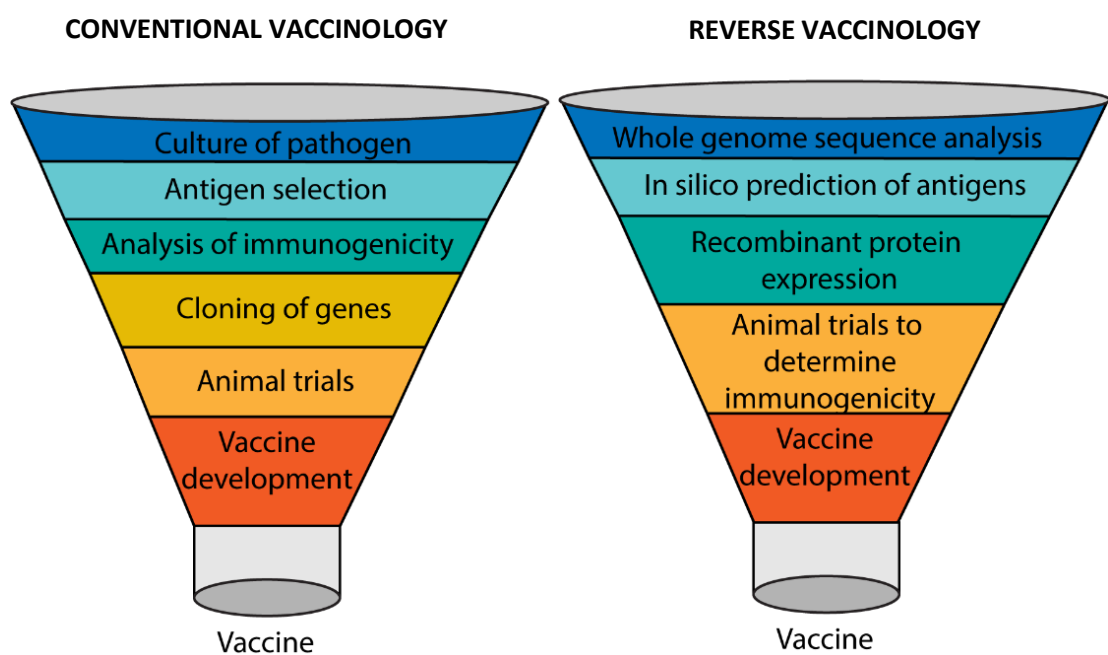 CONVENTIONAL VACCINOLOGY
Culture of pathogen
Antigen selection
Analysis of immunogenicity
Cloning of genes
Animal trials
Vaccine
development
Vaccine
REVERSE VACCINOLOGY
Whole genome sequence analysis
In silico prediction of antigens
Recombinant protein
expression
Animal trials to
determine
immunogenicity
Vaccine
development
Vaccine